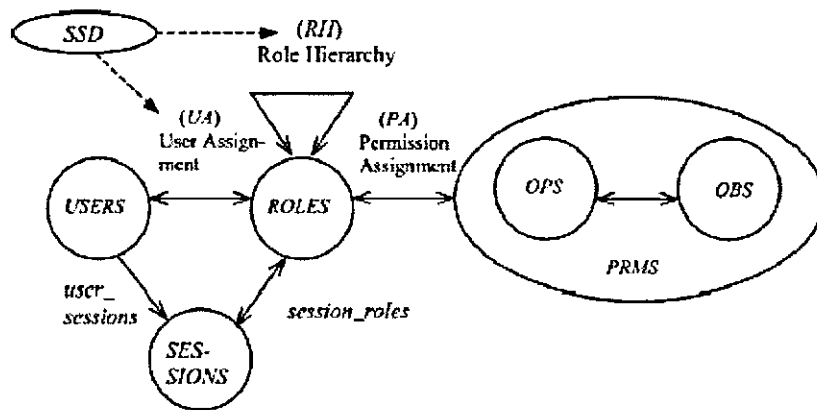 SSD
(RH)
Role Hierarchy
(UA)
User Assign-
ment
(PA)
Permission
Assignment
USERS
ROLES
OPS
OBS
PRMS
user_
sessions
session_roles
SES-
SIONS